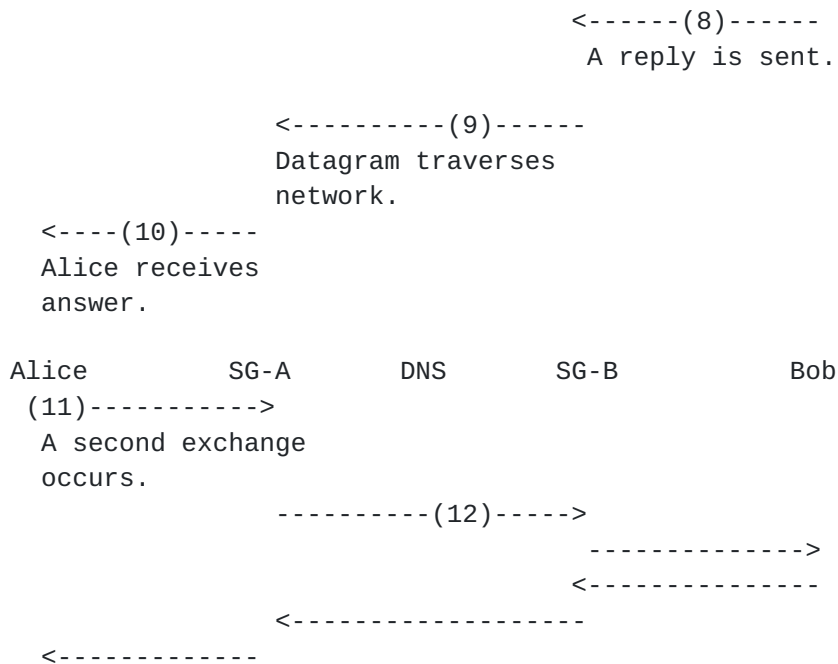 <------(8)------
A reply is sent.
<----------(9)------
Datagram traverses
network.
<----(10)-----
Alice receives
answer.
Alice         SG-A       DNS       SG-B           Bob
(11)----------->
A second exchange
occurs.
----------(12)----->
-------------->
<---------------
<-------------------
<-------------